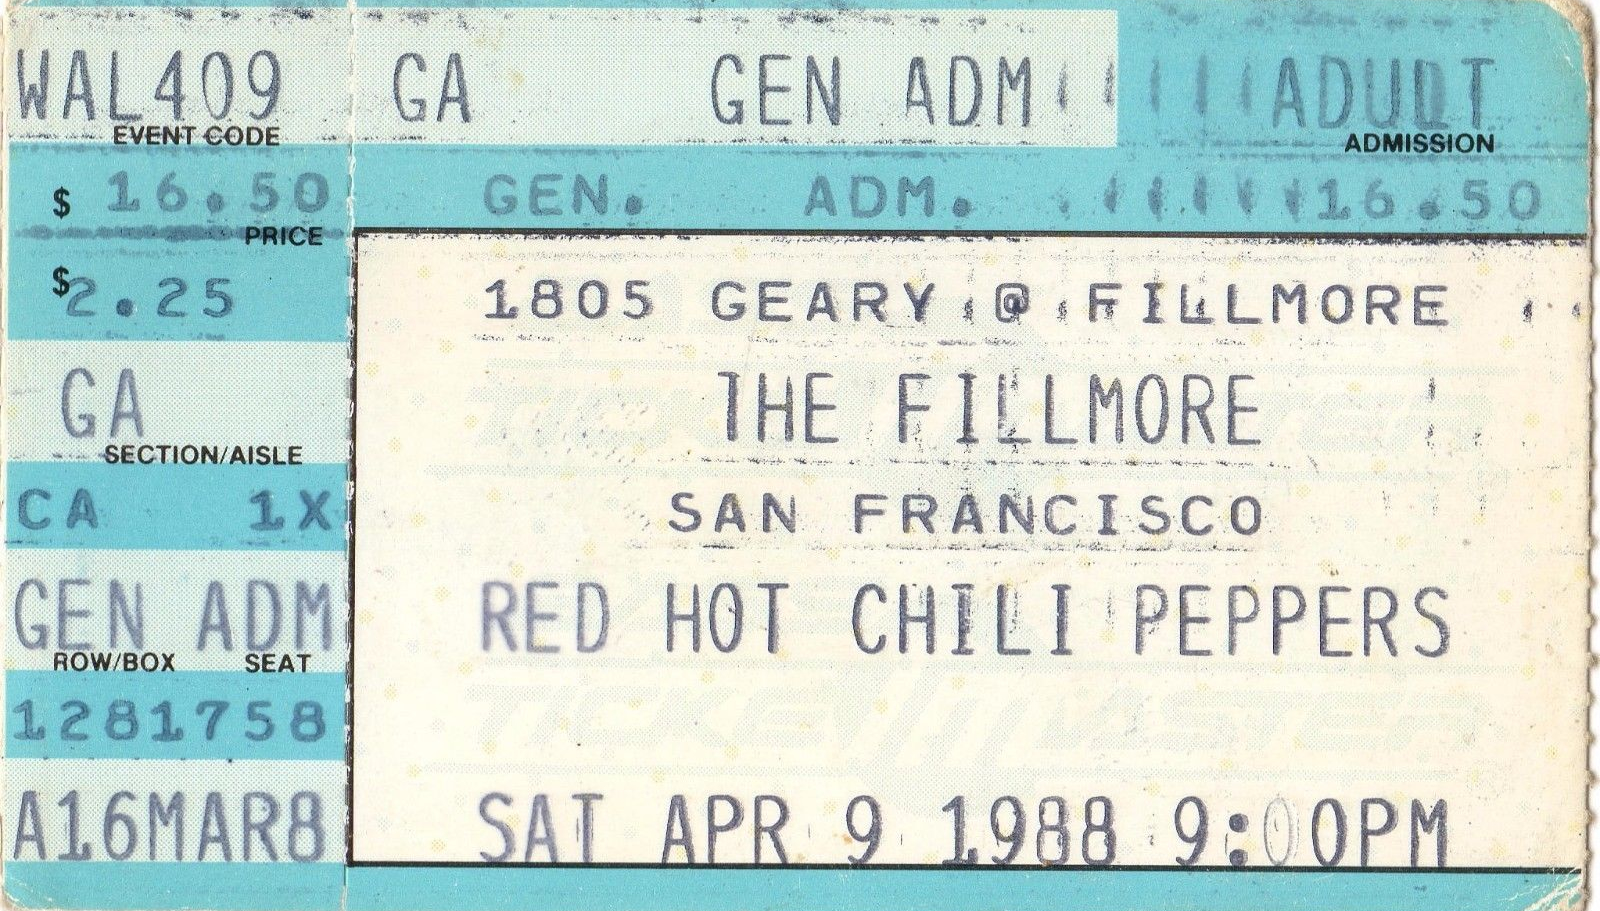 WAL409 GA GEN ADM ADULT
EVENT CODE ADMISSION
$ 16.50 GEN. ADM. 16.50
PRICE
$ 2.25 1805 GEARY @ FILLMORE
GA THE FILLMORE
SECTION/AISLE
CA 1X SAN FRANCISCO
GEN ADM RED HOT CHILI PEPPERS
ROW/BOX SEAT
1281758 TICKETMASTER
A16MAR8 SAT APR 9 1988 9:00PM